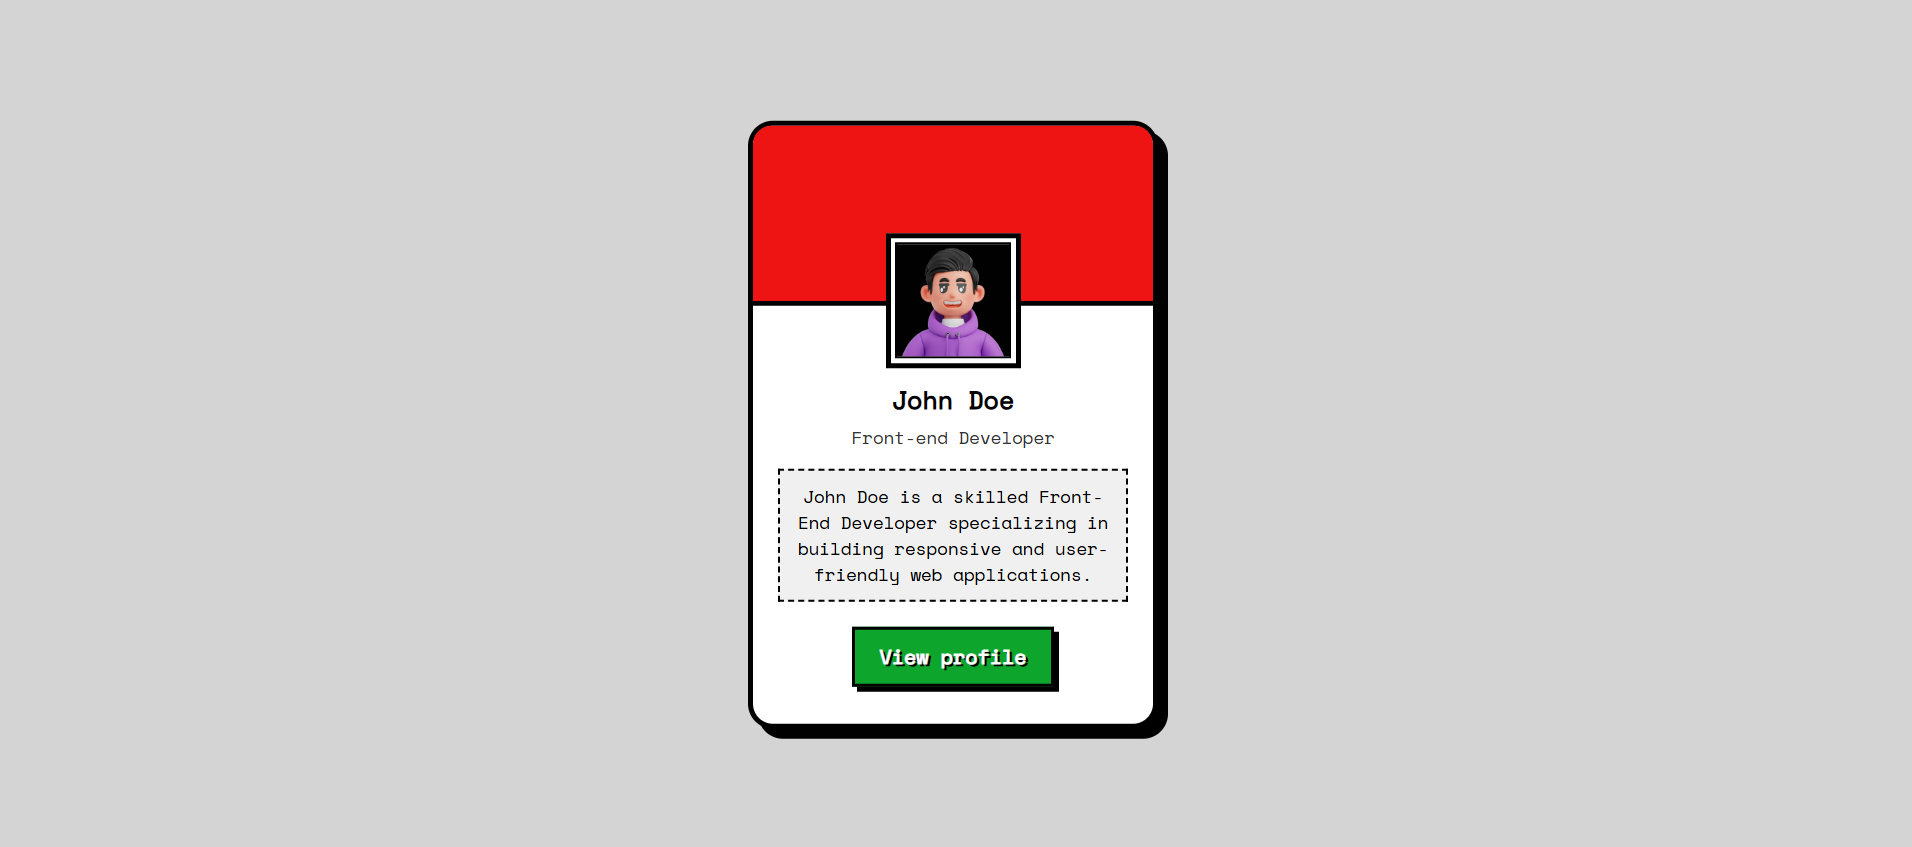 John Doe
Front-end Developer
John Doe is a skilled Front-
End Developer specializing in
building responsive and user-
friendly web applications.
View profile